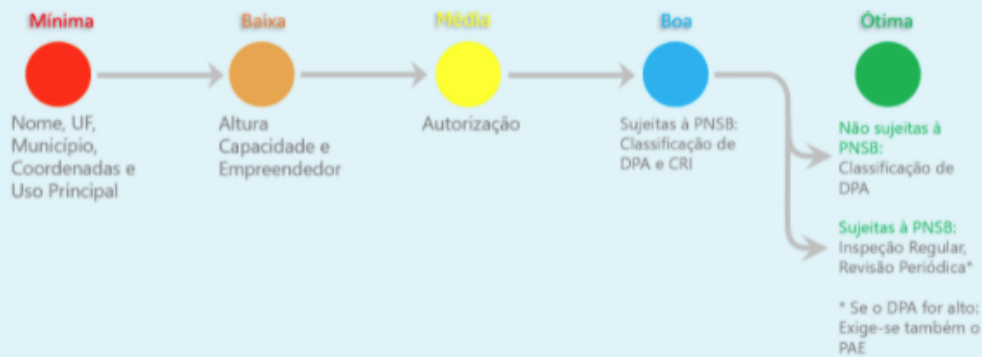 Mínima
Baixa
Média
Boa
Ótima
Nome, UF,
Município,
Coordenadas e
Uso Principal
Altura
Capacidade e
Empreendedor
Autorização
Sujeitas à PNSB:
Classificação de
DPA e CRI
Não sujeitas à
PNSB:
Classificação de
DPA
Sujeitas à PNSB:
Inspeção Regular,
Revisão Periódica*
* Se o DPA for alto:
Exige-se também o
PAE